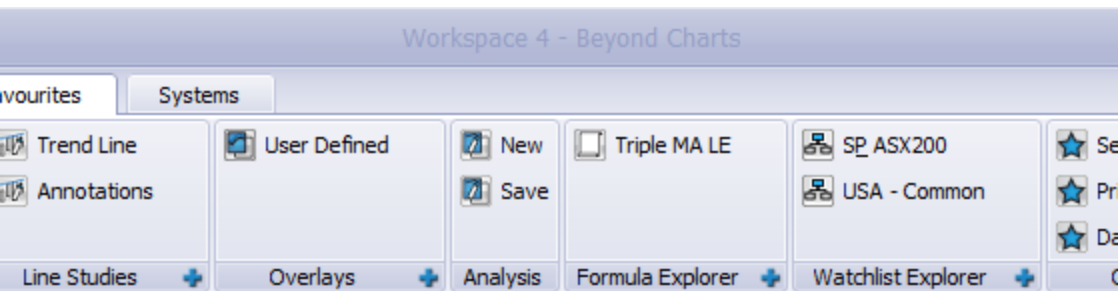 Workspace 4 - Beyond Charts
Systems
Trend Line
User Defined
New
Triple MA LE
SP ASX200
Annotations
Save
USA - Common
Line Studies
Overlays
Analysis
Formula Explorer
Watchlist Explorer